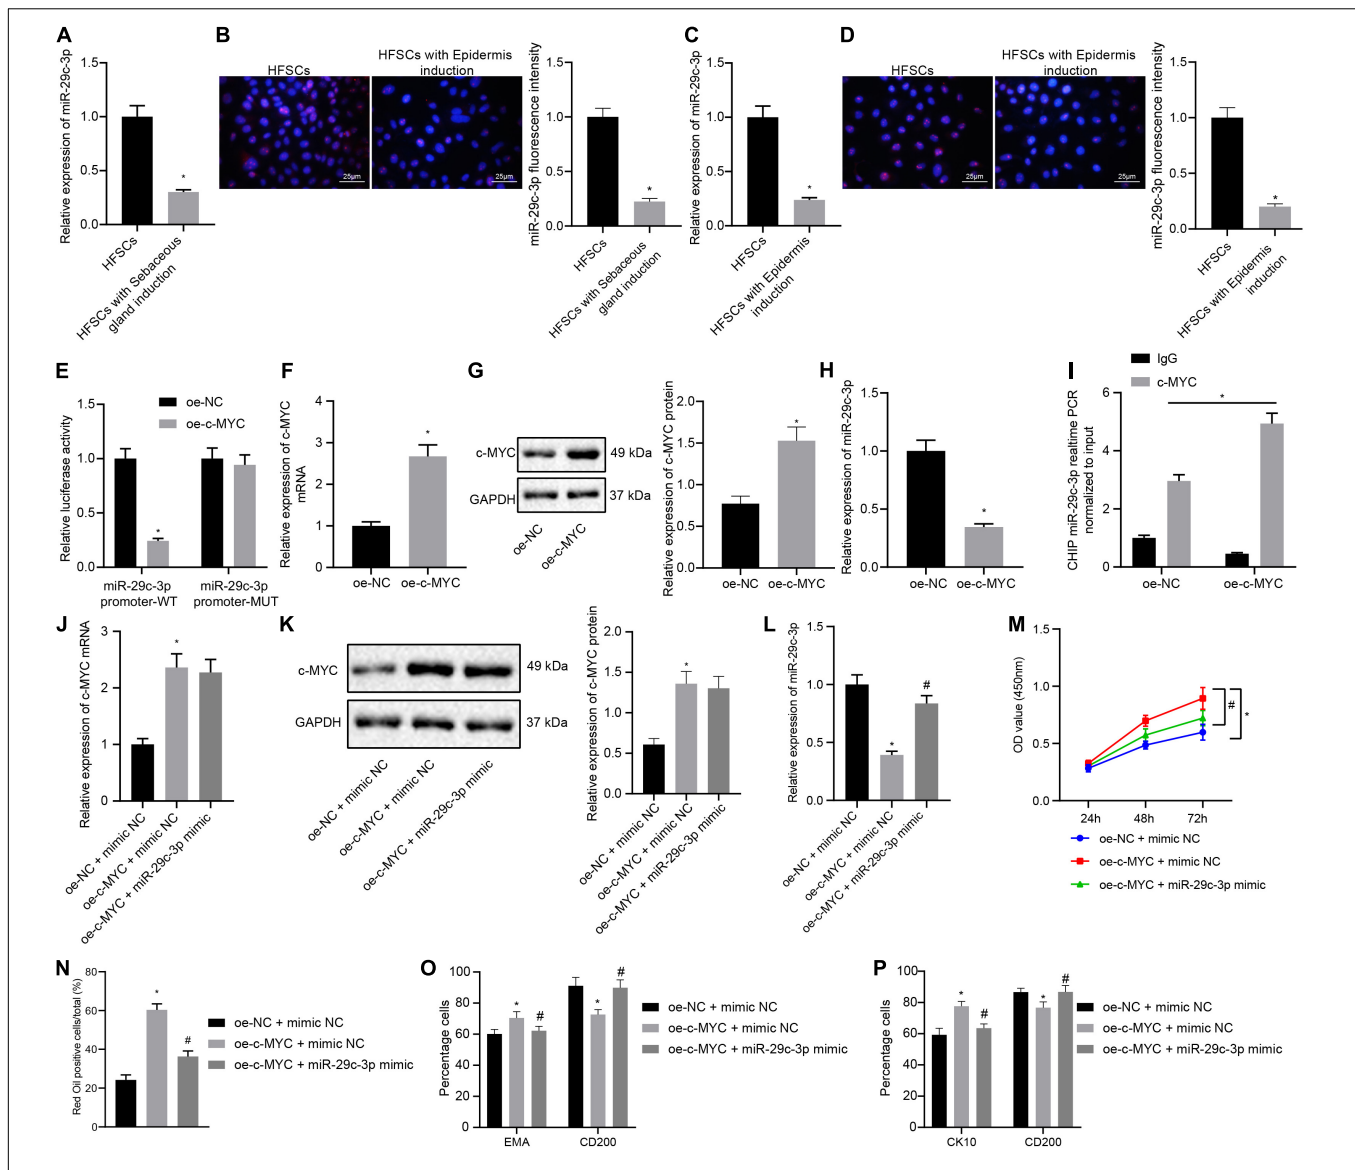 A
Relative expression of miR-29c-3p
1.5
1.0
0.5
0.0
*
HFSCs
HFSCs with Sebaceous
gland induction
B
HFSCs
HFSCs with Epidermis
induction
25μm
25μm
miR-29c-3p fluorescence intensity
1.5
1.0
0.5
0.0
*
HFSCs
HFSCs with Sebaceous
gland induction
C
Relative expression of miR-29c-3p
1.5
1.0
0.5
0.0
*
HFSCs
HFSCs with Epidermis
induction
D
HFSCs
HFSCs with Epidermis
induction
25μm
25μm
miR-29c-3p fluorescence intensity
1.5
1.0
0.5
0.0
*
HFSCs
HFSCs with Epidermis
induction
E
Relative luciferase activity
1.5
1.0
0.5
0.0
oe-NC
oe-c-MYC
*
miR-29c-3p
promoter-WT
miR-29c-3p
promoter-MUT
F
Relative expression of c-MYC
mRNA
4
3
2
1
0
*
oe-NC
oe-c-MYC
G
c-MYC
49 kDa
GAPDH
37 kDa
oe-NC
oe-c-MYC
Relative expression of c-MYC protein
2.0
1.5
1.0
0.5
0.0
*
oe-NC
oe-c-MYC
H
Relative expression of miR-29c-3p
1.5
1.0
0.5
0.0
*
oe-NC
oe-c-MYC
I
IgG
c-MYC
CHIP miR-29c-3p realtime PCR
normalized to input
6
4
2
0
*
oe-NC
oe-c-MYC
J
Relative expression of c-MYC mRNA
3
2
1
0
*
oe-NC + mimic NC
oe-c-MYC + mimic NC
oe-c-MYC + miR-29c-3p mimic
K
c-MYC
49 kDa
GAPDH
37 kDa
oe-NC + mimic NC
oe-c-MYC + mimic NC
oe-c-MYC + miR-29c-3p mimic
Relative expression of c-MYC protein
2.0
1.5
1.0
0.5
0.0
*
oe-NC + mimic NC
oe-c-MYC + mimic NC
oe-c-MYC + miR-29c-3p mimic
L
Relative expression of miR-29c-3p
1.5
1.0
0.5
0.0
*
#
oe-NC + mimic NC
oe-c-MYC + mimic NC
oe-c-MYC + miR-29c-3p mimic
M
OD value (450nm)
1.5
1.0
0.5
0.0
# *
24h
48h
72h
oe-NC + mimic NC
oe-c-MYC + mimic NC
oe-c-MYC + miR-29c-3p mimic
N
Red Oil positive cells/total (%)
80
60
40
20
0
*
#
oe-NC + mimic NC
oe-c-MYC + mimic NC
oe-c-MYC + miR-29c-3p mimic
O
Percentage cells
100
80
60
40
20
0
*
#
*
#
EMA
CD200
oe-NC + mimic NC
oe-c-MYC + mimic NC
oe-c-MYC + miR-29c-3p mimic
P
Percentage cells
100
80
60
40
20
0
*
#
*
#
CK10
CD200
oe-NC + mimic NC
oe-c-MYC + mimic NC
oe-c-MYC + miR-29c-3p mimic